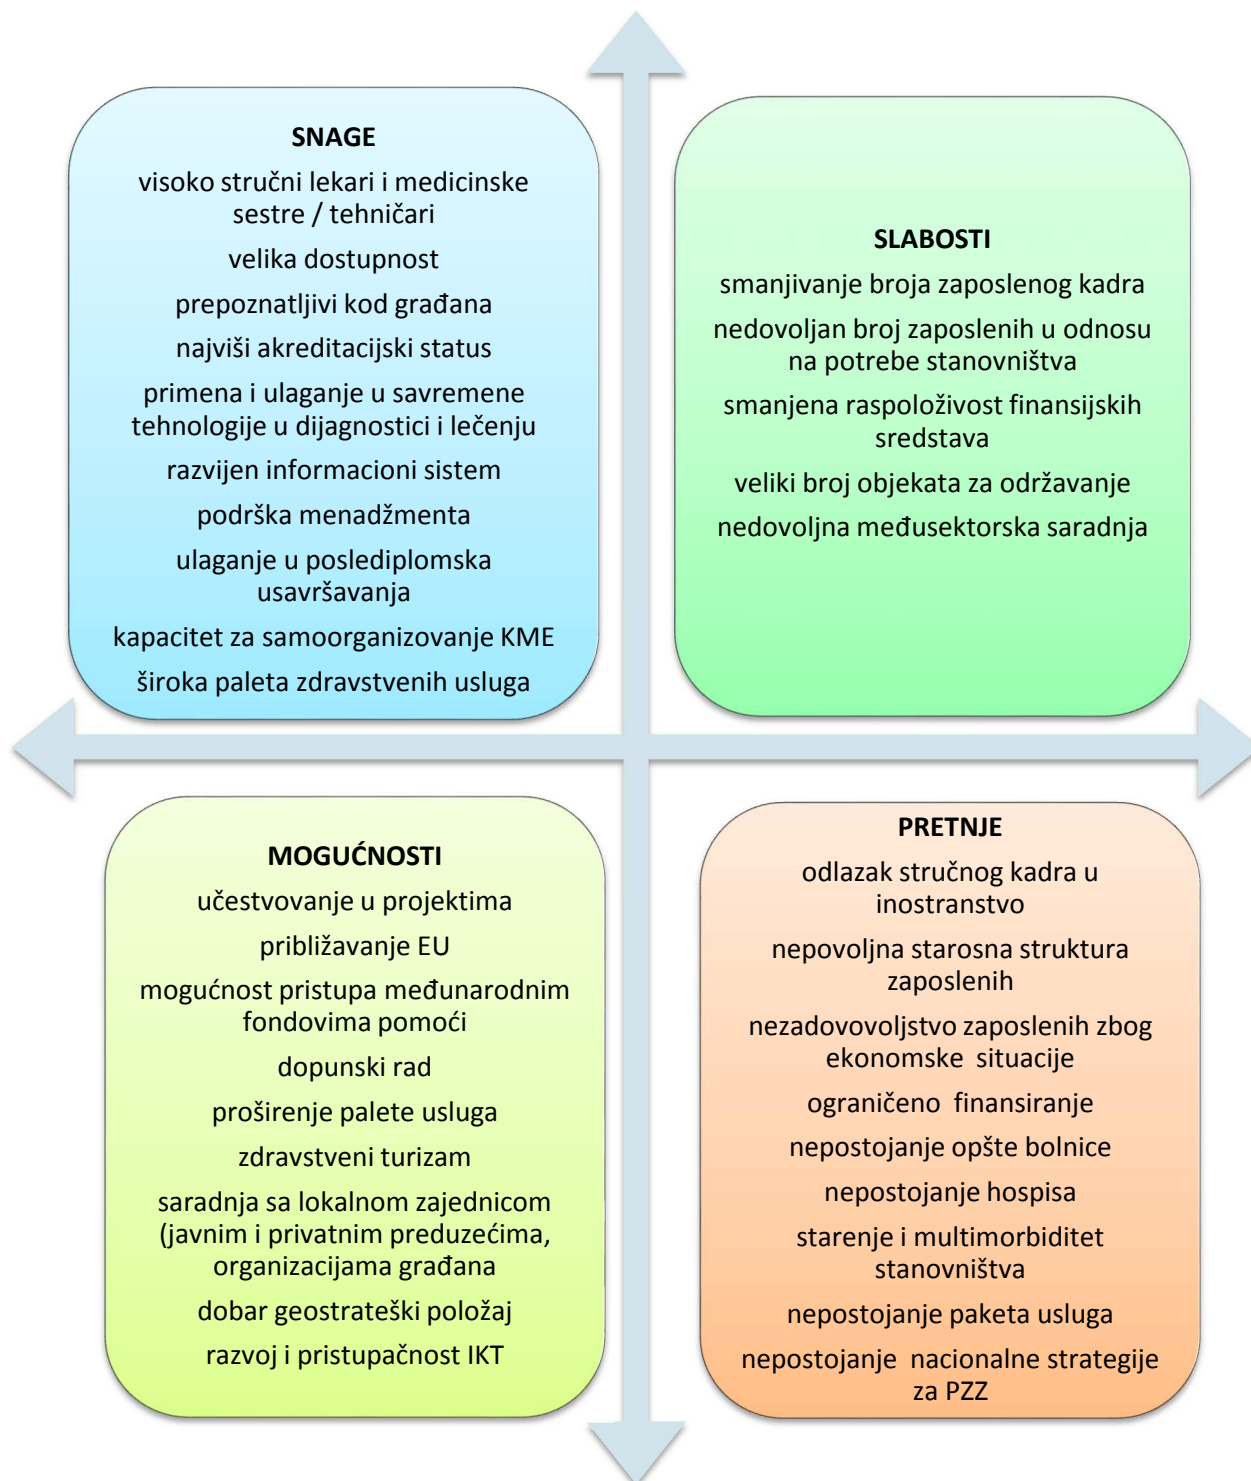 SNAGE
visoko stručni lekari i medicinske
sestre / tehničari
velika dostupnost
prepoznatljivi kod građana
najviši akreditacijski status
primena i ulaganje u savremene
tehnologije u dijagnostici i lečenju
razvijen informacioni sistem
podrška menadžmenta
ulaganje u poslediplomska
usavršavanja
kapacitet za samoorganizovanje KME
široka paleta zdravstvenih usluga
SLABOSTI
smanjivanje broja zaposlenog kadra
nedovoljan broj zaposlenih u odnosu
na potrebe stanovništva
smanjena raspoloživost finansijskih
sredstava
veliki broj objekata za održavanje
nedovoljna međusektorska saradnja
MOGUĆNOSTI
učestvovanje u projektima
približavanje EU
mogućnost pristupa međunarodnim
fondovima pomoći
dopunski rad
proširenje palete usluga
zdravstveni turizam
saradnja sa lokalnom zajednicom
(javnim i privatnim preduzećima,
organizacijama građana
dobar geostrateški položaj
razvoj i pristupačnost IKT
PRETNJE
odlazak stručnog kadra u
inostranstvo
nepovoljna starosna struktura
zaposlenih
nezadovovoljstvo zaposlenih zbog
ekonomske situacije
ograničeno finansiranje
nepostojanje opšte bolnice
nepostojanje hospisa
starenje i multimorbiditet
stanovništva
nepostojanje paketa usluga
nepostojanje nacionalne strategije
za PZZ